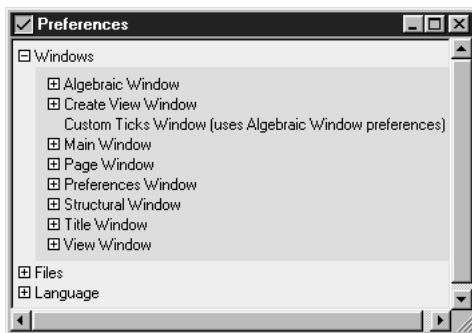 Preferences
Windows
Algebraic Window
Create View Window
Custom Ticks Window (uses Algebraic Window preferences)
Main Window
Page Window
Preferences Window
Structural Window
Title Window
View Window
Files
Language